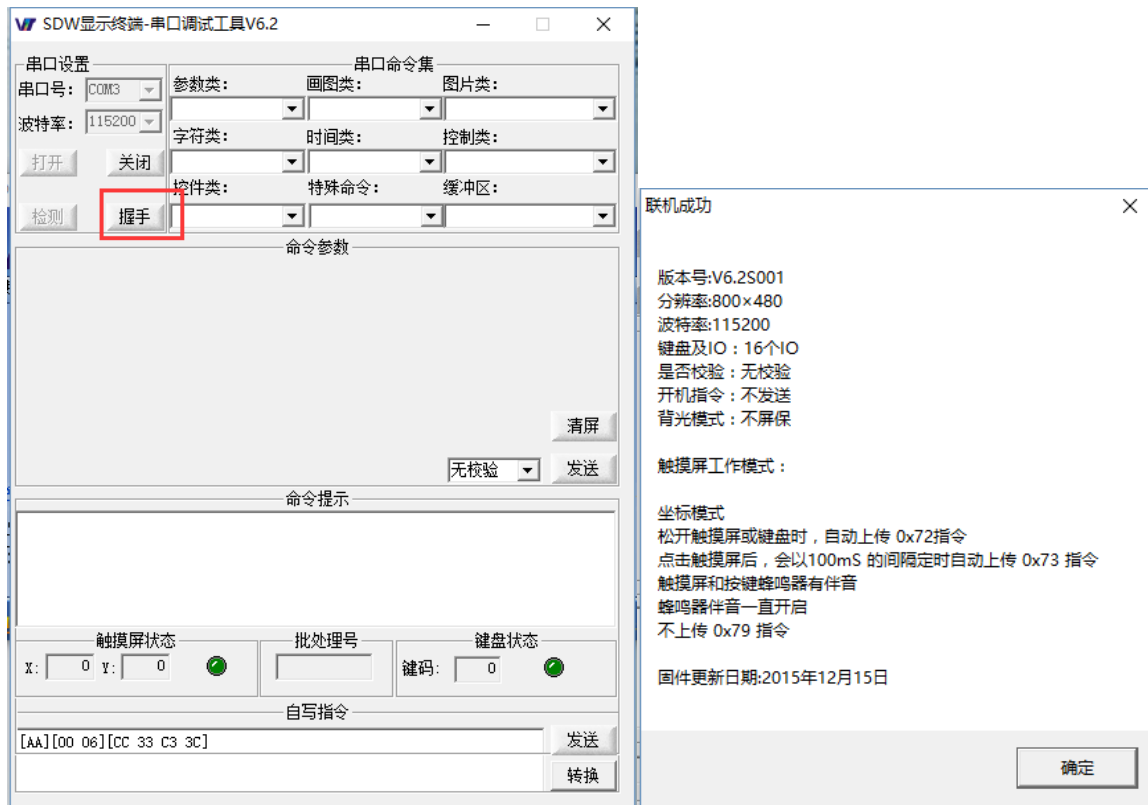 SDW显示终端-串口调试工具V6.2
串口设置
串口号: COM3
波特率: 115200
打开 关闭
检测 握手
串口命令集
参数类: 画图类: 图片类:
字符类: 时间类: 控制类:
控件类: 特殊命令: 缓冲区:
命令参数
清屏
无校验 发送
命令提示
触摸屏状态 批处理号 键盘状态
X: 0 Y: 0 键码: 0
自写指令
[AA][00 06][CC 33 C3 3C] 发送
转换
联机成功
版本号:V6.2S001
分辨率:800×480
波特率:115200
键盘及IO：16个IO
是否校验：无校验
开机指令：不发送
背光模式：不屏保
触摸屏工作模式：
坐标模式
松开触摸屏或键盘时，自动上传 0x72指令
点击触摸屏后，会以100mS 的间隔定时自动上传 0x73 指令
触摸屏和按键蜂鸣器有伴音
蜂鸣器伴音一直开启
不上传 0x79 指令
固件更新日期:2015年12月15日
确定